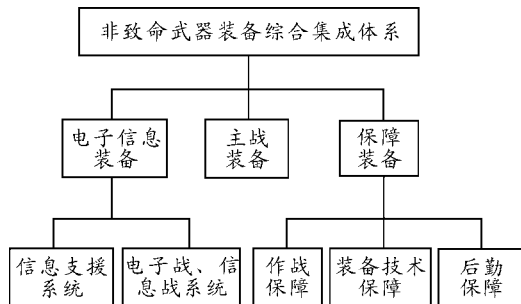 非致命武器装备综合集成体系
电子信息
装备
主战
装备
保障
装备
信息支援
系统
电子战、信
息战系统
作战
保障
装备技术
保障
后勤
保障